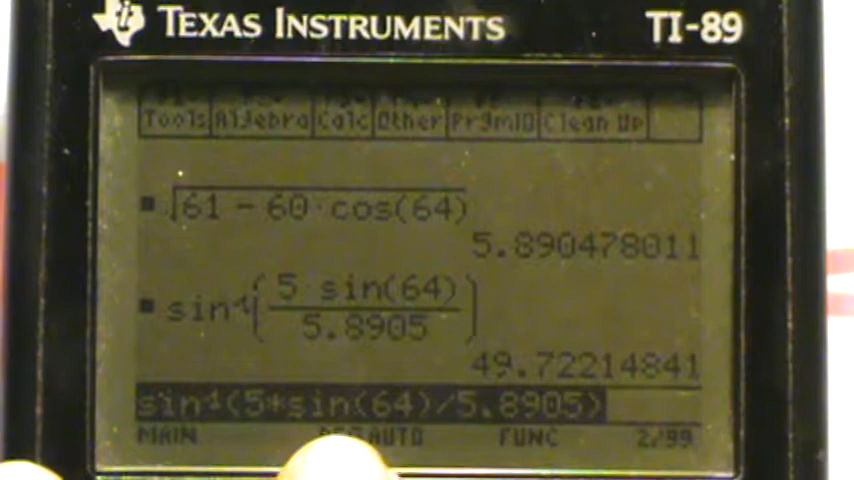 TEXAS INSTRUMENTS TI-89
Tools Algebra Calc Other PrgmIO Clean Up
■ √61 - 60·cos(64)
5.890478011
■ sin⁻¹(5·sin(64)/5.8905)
49.72214841
sin⁻¹(5*sin(64)/5.8905)
MAIN AUTO FUNC 2/99